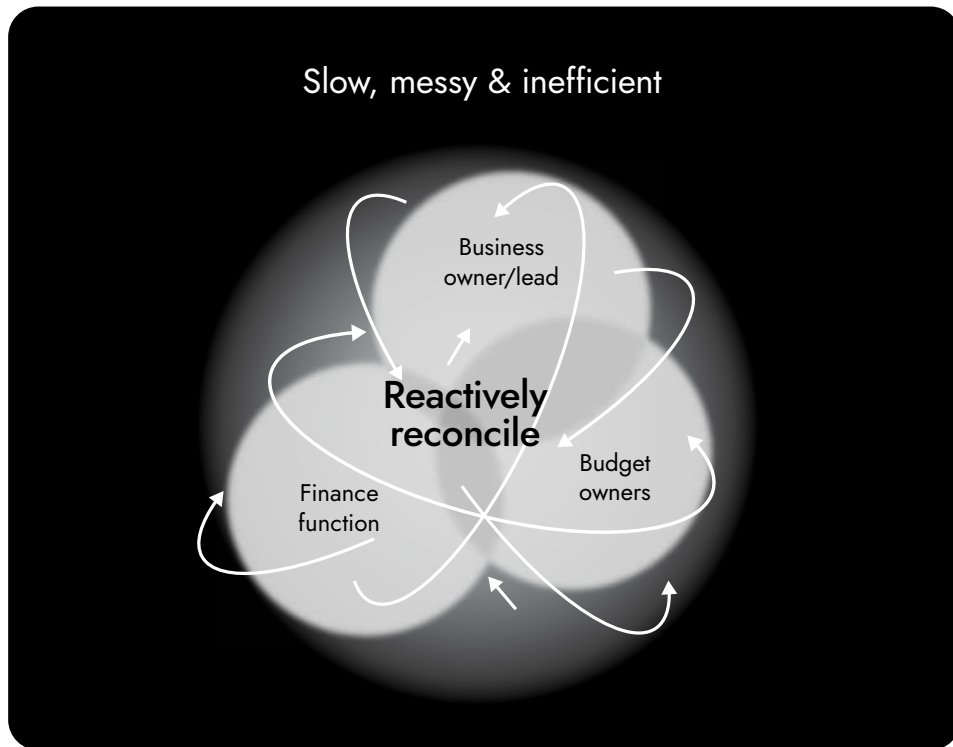 Slow, messy & inefficient
Business
owner/lead
Reactively
reconcile
Budget
owners
Finance
function